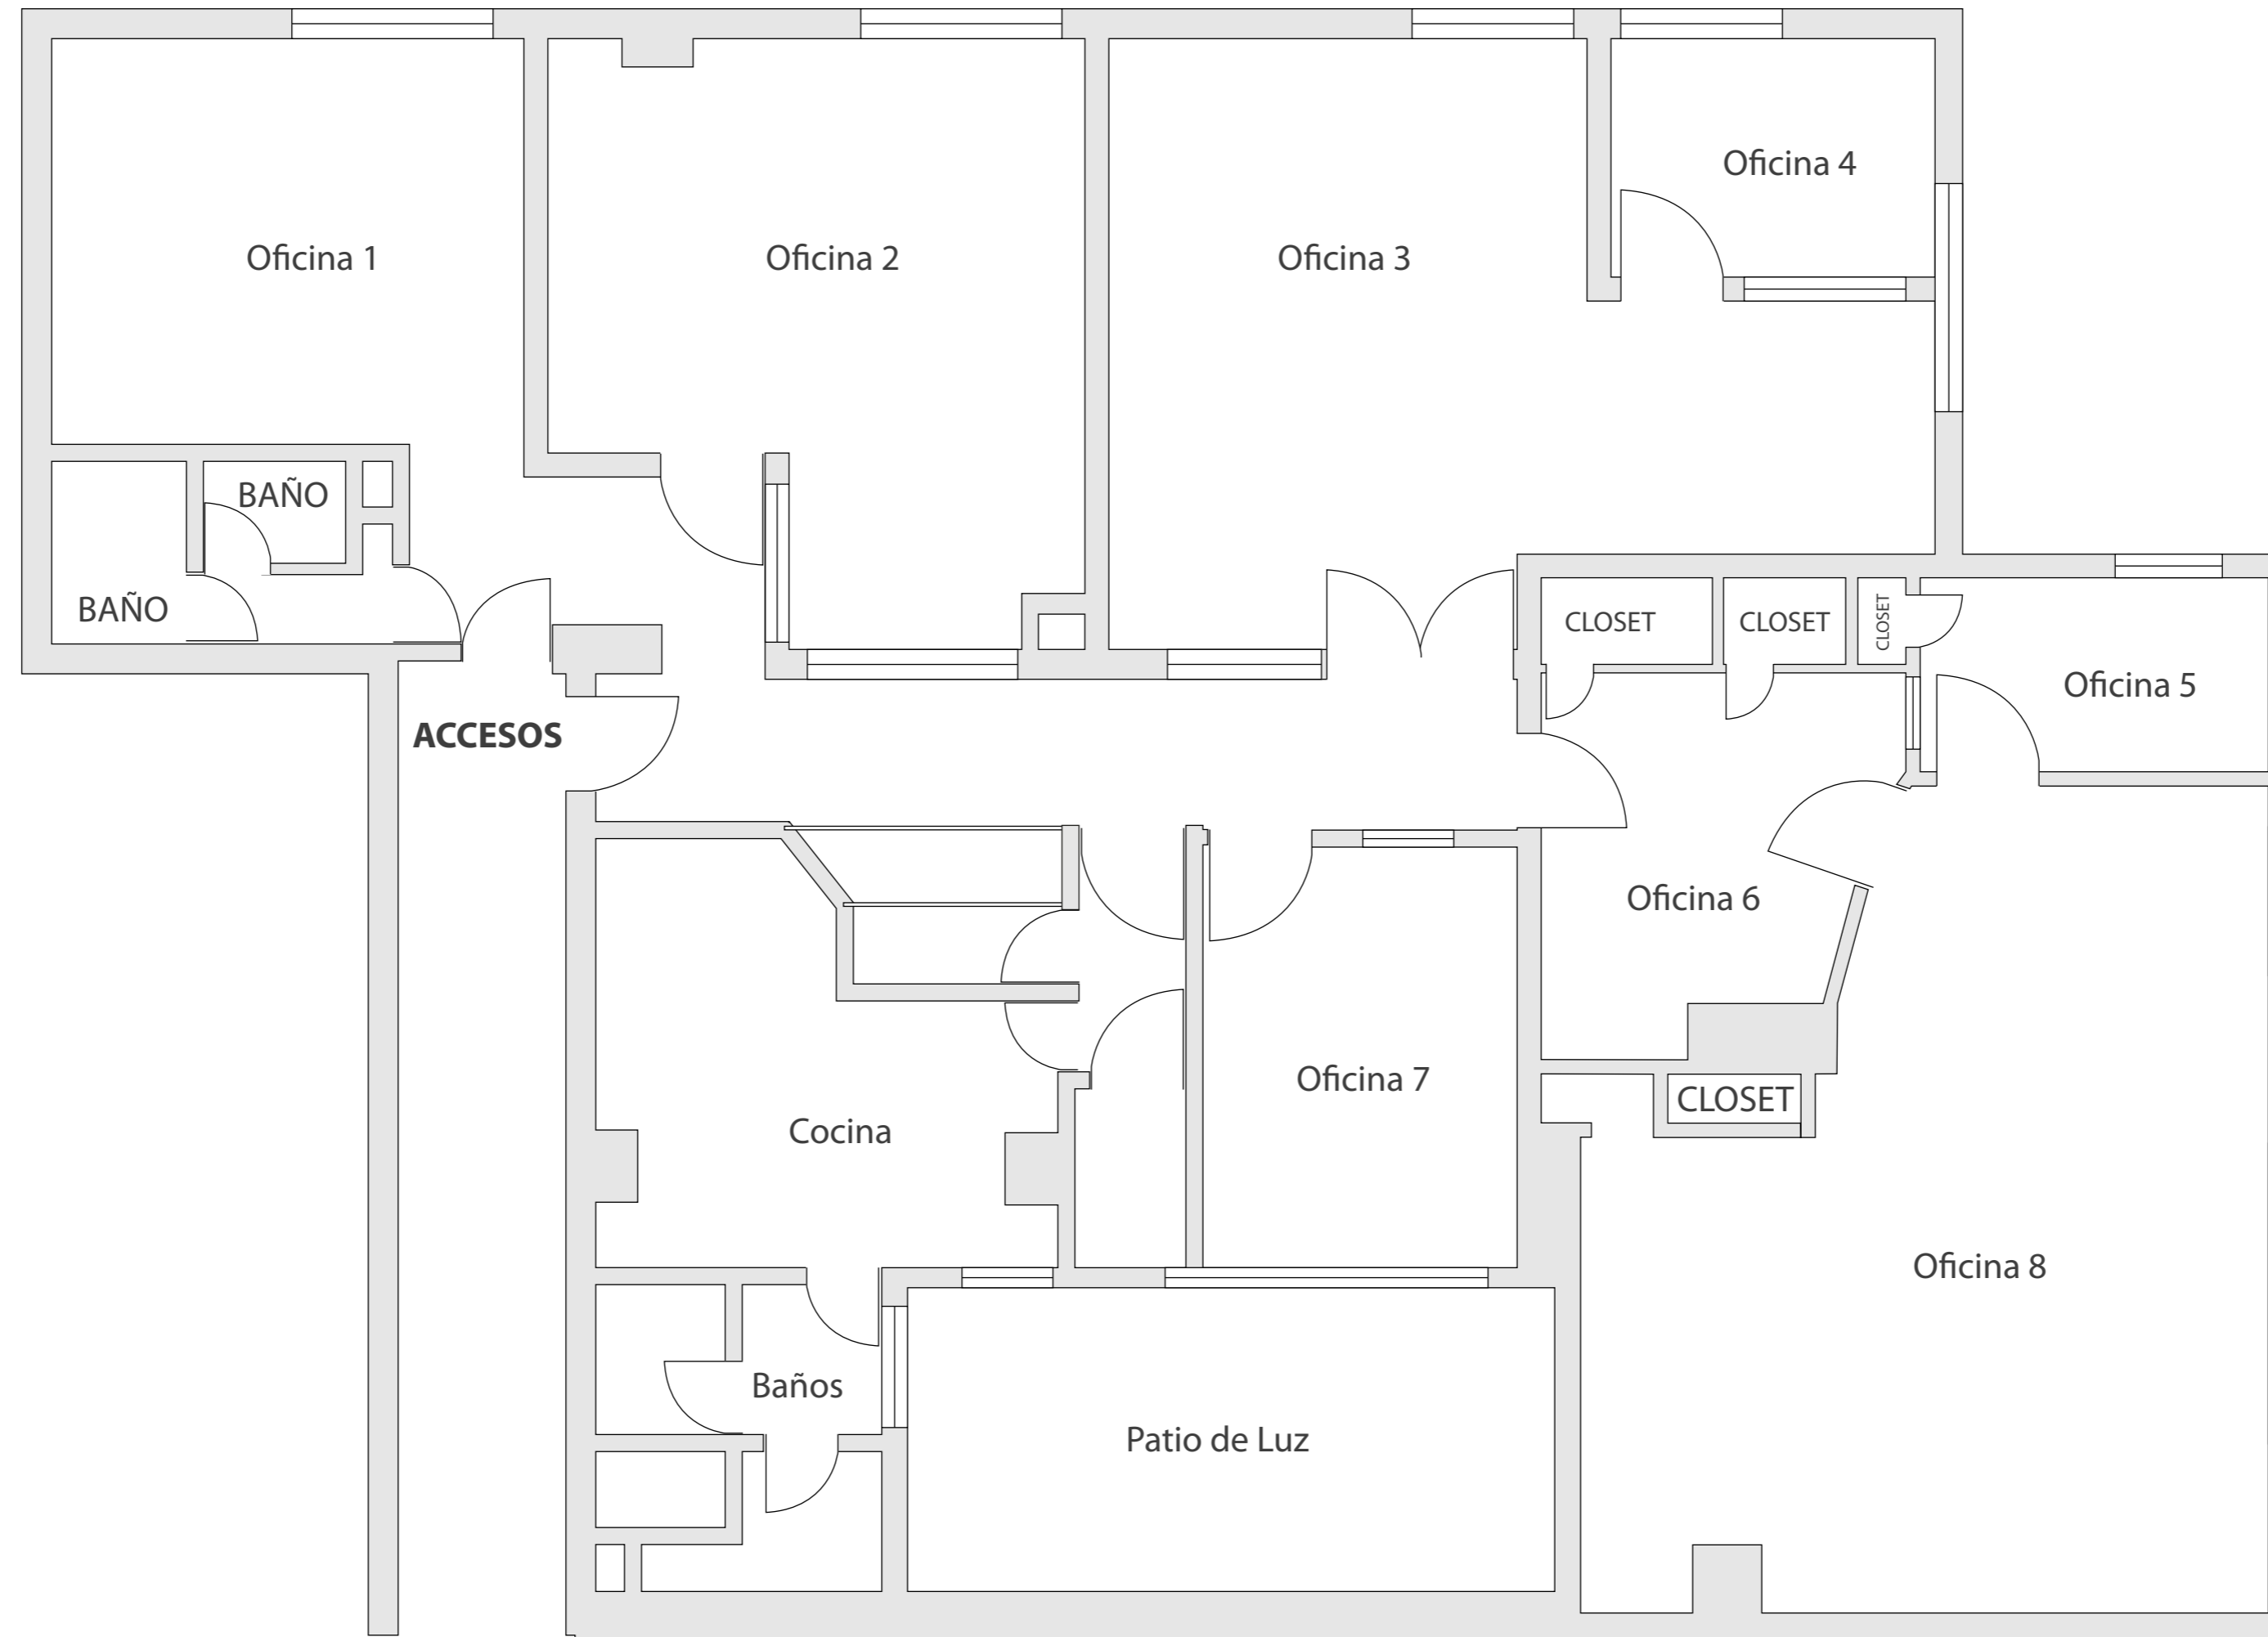 Oficina 4
Oficina 1
Oficina 2
Oficina 3
BAÑO
BAÑO
CLOSET
CLOSET
CLOSET
Oficina 5
ACCESOS
Oficina 6
Oficina 7
CLOSET
Cocina
Oficina 8
Baños
Patio de Luz